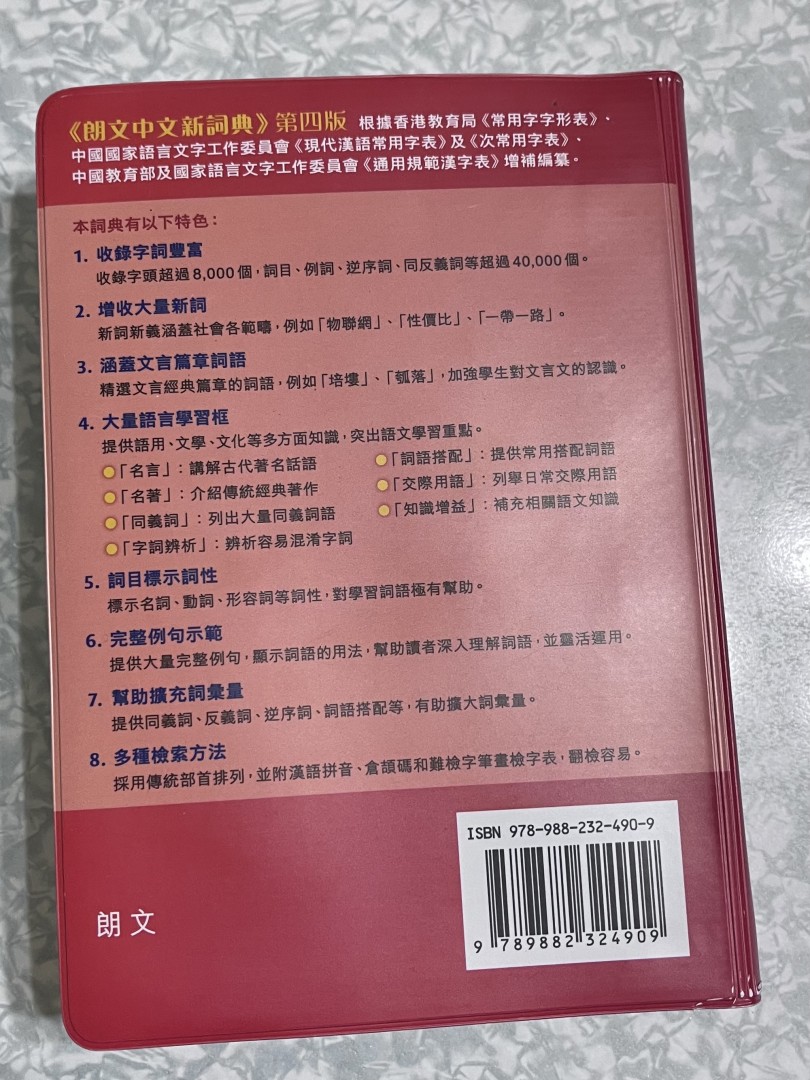 《朗文中文新詞典》第四版 根據香港教育局《常用字字形表》、
中國國家語言文字工作委員會《現代漢語常用字表》及《次常用字表》、
中國教育部及國家語言文字工作委員會《通用規範漢字表》增補編纂。
本詞典有以下特色：
1. 收錄字詞豐富
收錄字頭超過8,000個，詞目、例詞、逆序詞、同反義詞等超過40,000個。
2. 增收大量新詞
新詞新義涵蓋社會各範疇，例如「物聯網」、「性價比」、「一帶一路」。
3. 涵蓋文言篇章詞語
精選文言經典篇章的詞語，例如「培塿」、「瓠落」，加強學生對文言文的認識。
4. 大量語言學習框
提供語用、文學、文化等多方面知識，突出語文學習重點。
「名言」：講解古代著名話語
「名著」：介紹傳統經典著作
「同義詞」：列出大量同義詞語
「字詞辨析」：辨析容易混淆字詞
「詞語搭配」：提供常用搭配詞語
「交際用語」：列舉日常交際用語
「知識增益」：補充相關語文知識
5. 詞目標示詞性
標示名詞、動詞、形容詞等詞性，對學習詞語極有幫助。
6. 完整例句示範
提供大量完整例句，顯示詞語的用法，幫助讀者深入理解詞語，並靈活運用。
7. 幫助擴充詞彙量
提供同義詞、反義詞、逆序詞、詞語搭配等，有助擴大詞彙量。
8. 多種檢索方法
採用傳統部首排列，並附漢語拼音、倉頡碼和難檢字筆畫檢字表，翻檢容易。
ISBN 978-988-232-490-9
9 789882 324909
朗文